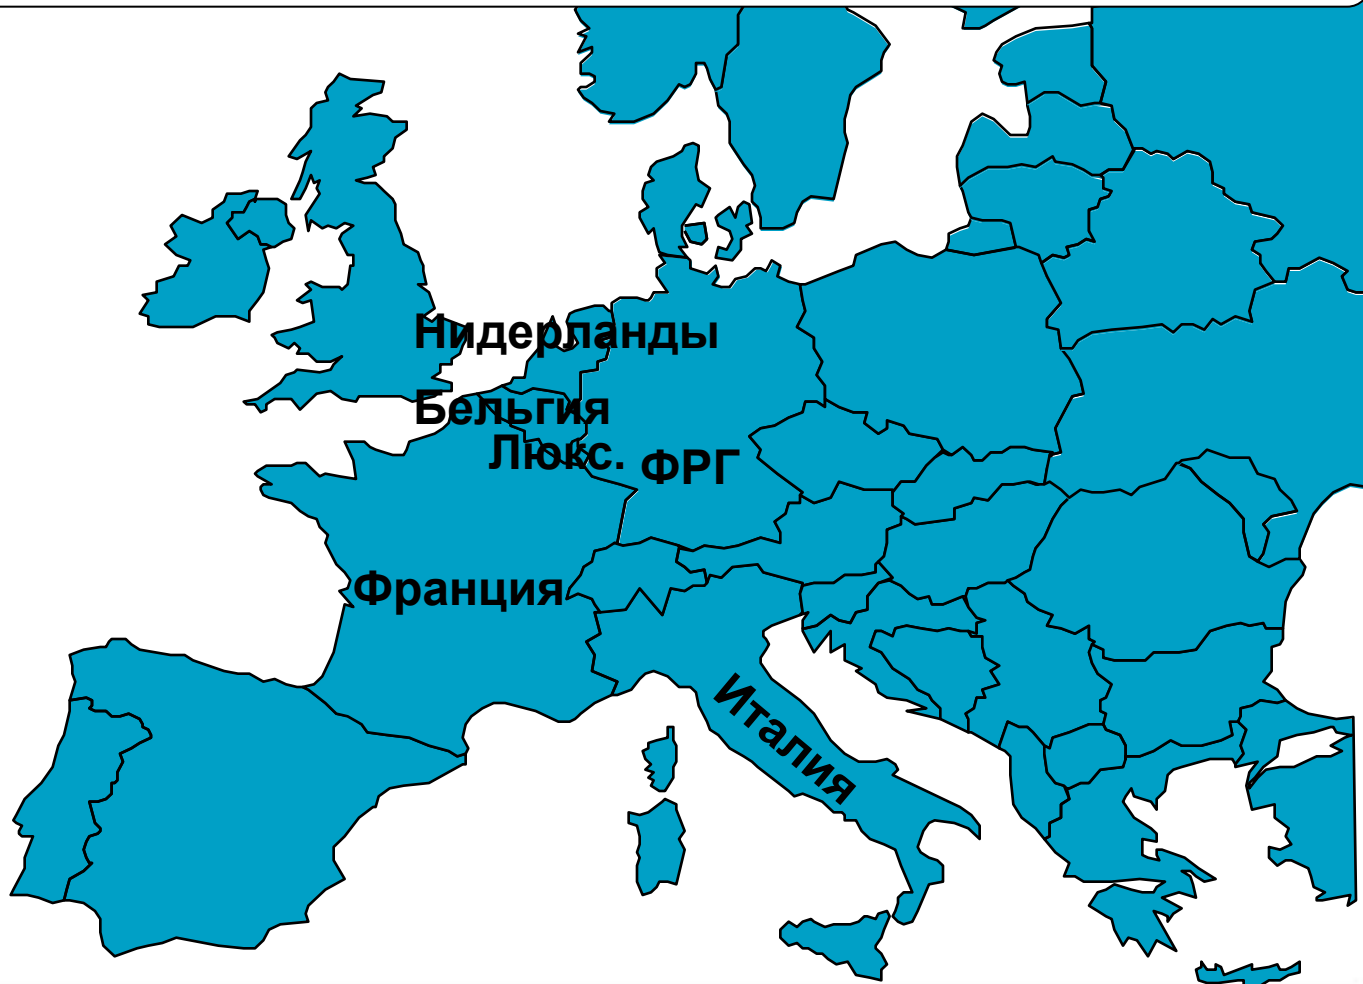 Нидерланды
Бельгия
Люкс.
ФРГ
Франция
Италия